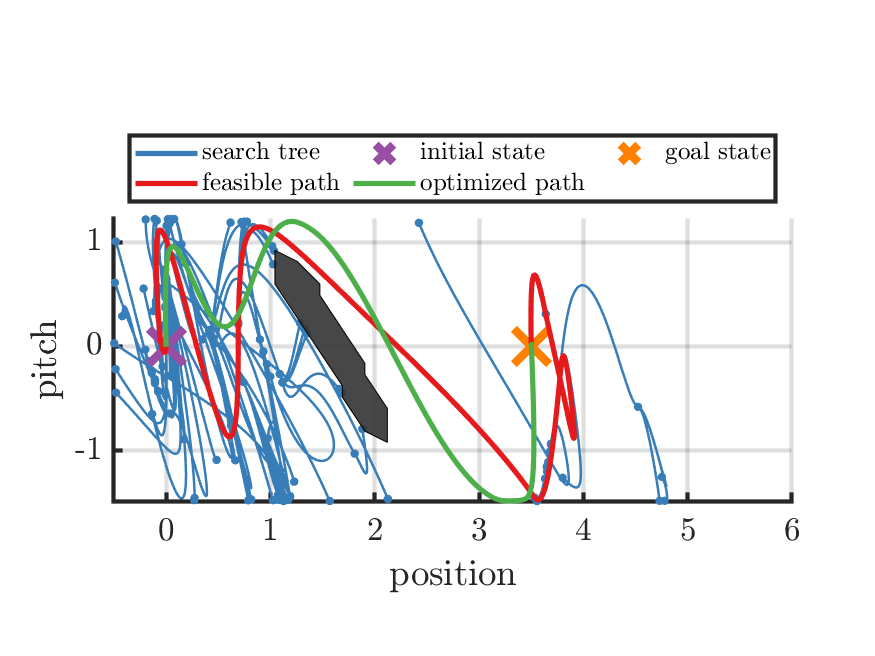 search tree initial state goal state
feasible path optimized path
1
0
-1
pitch
0 1 2 3 4 5 6
position